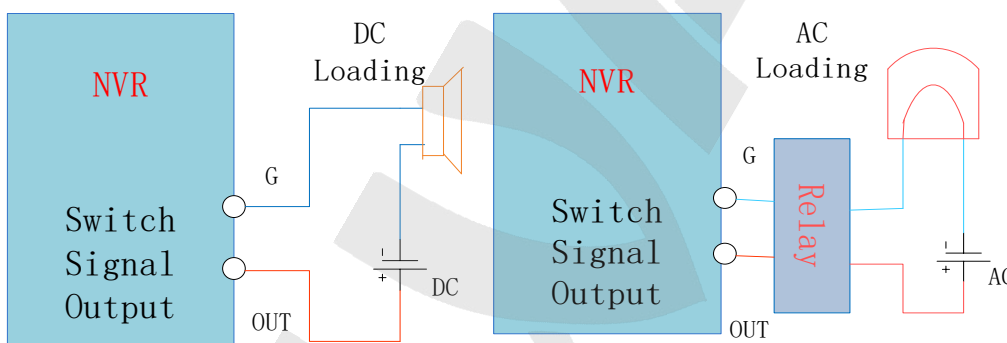 NVR
Switch
Signal
Output
G
OUT
DC
Loading
-
+
DC
NVR
Switch
Signal
Output
G
OUT
Relay
AC
Loading
-
+
AC